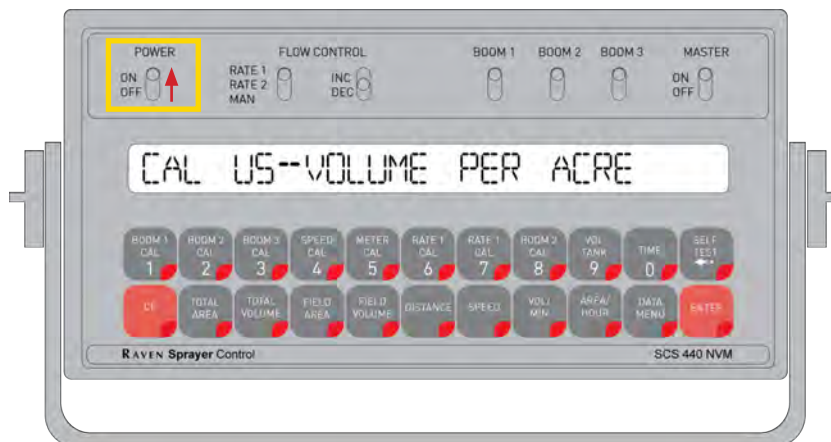 POWER
ON
OFF
FLOW CONTROL
RATE 1
RATE 2
MAN
INC
DEC
BOOM 1
BOOM 2
BOOM 3
MASTER
ON
OFF
CAL US--VOLUME PER ACRE
BOOM 1 CAL 1
BOOM 2 CAL 2
BOOM 3 CAL 3
SPEED CAL 4
METER CAL 5
RATE 1 CAL 6
RATE 1 CAL 7
BOOM 2 CAL 8
VOL TANK 9
TIME 0
SELF TEST
CE
TOTAL AREA
TOTAL VOLUME
FIELD AREA
FIELD VOLUME
DISTANCE
SPEED
VOL/ MIN
AREA/ HOUR
DATA MENU
ENTER
RAVEN Sprayer Control
SCS 440 NVM